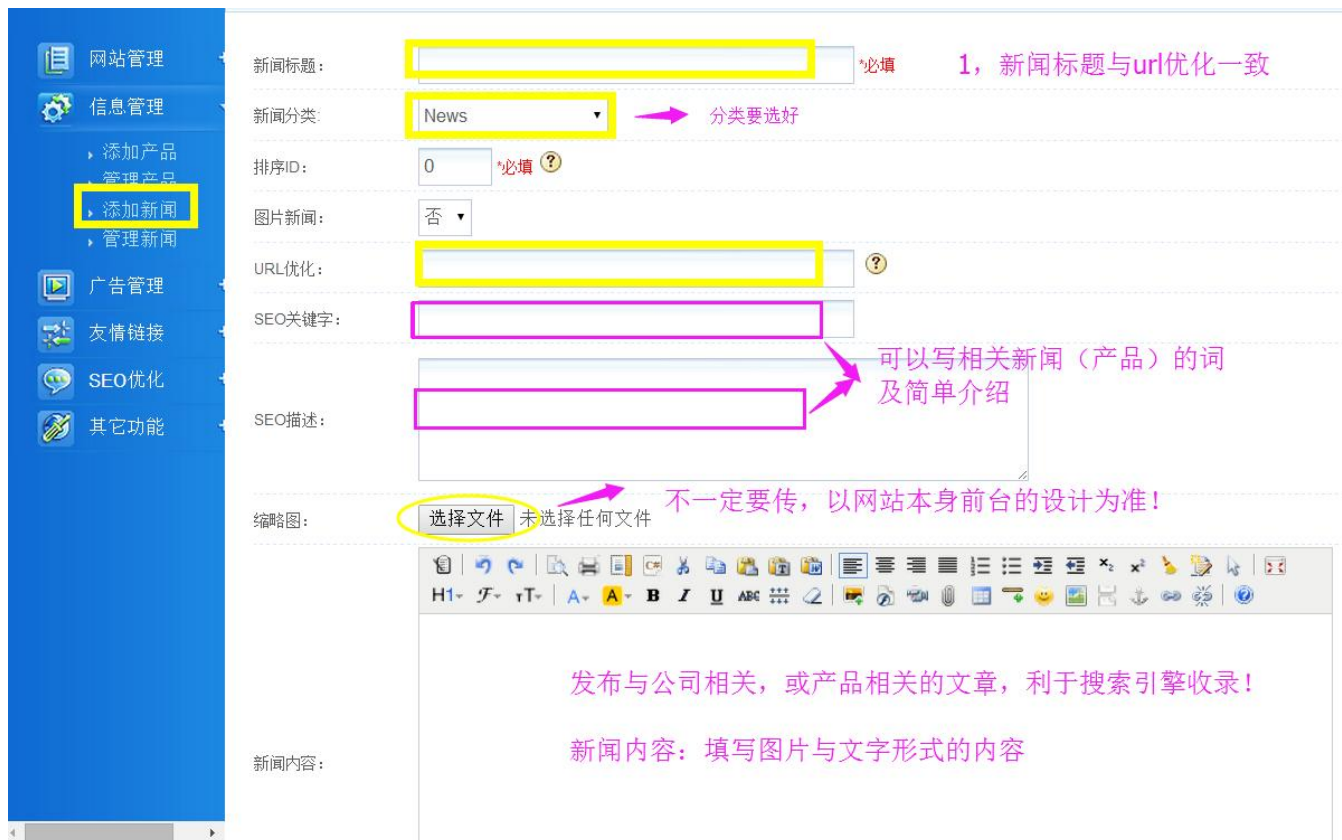 网站管理
信息管理
添加产品
管理产品
添加新闻
管理新闻
广告管理
友情链接
SEO优化
其它功能
新闻标题：
*必填
1，新闻标题与url优化一致
新闻分类:
News
分类要选好
排序ID：
0
*必填
图片新闻：
否
URL优化：
SEO关键字：
可以写相关新闻（产品）的词
及简单介绍
SEO描述：
不一定要传，以网站本身前台的设计为准！
缩略图：
选择文件 未选择任何文件
H1
B I U ABC
发布与公司相关，或产品相关的文章，利于搜索引擎收录！
新闻内容：填写图片与文字形式的内容
新闻内容：